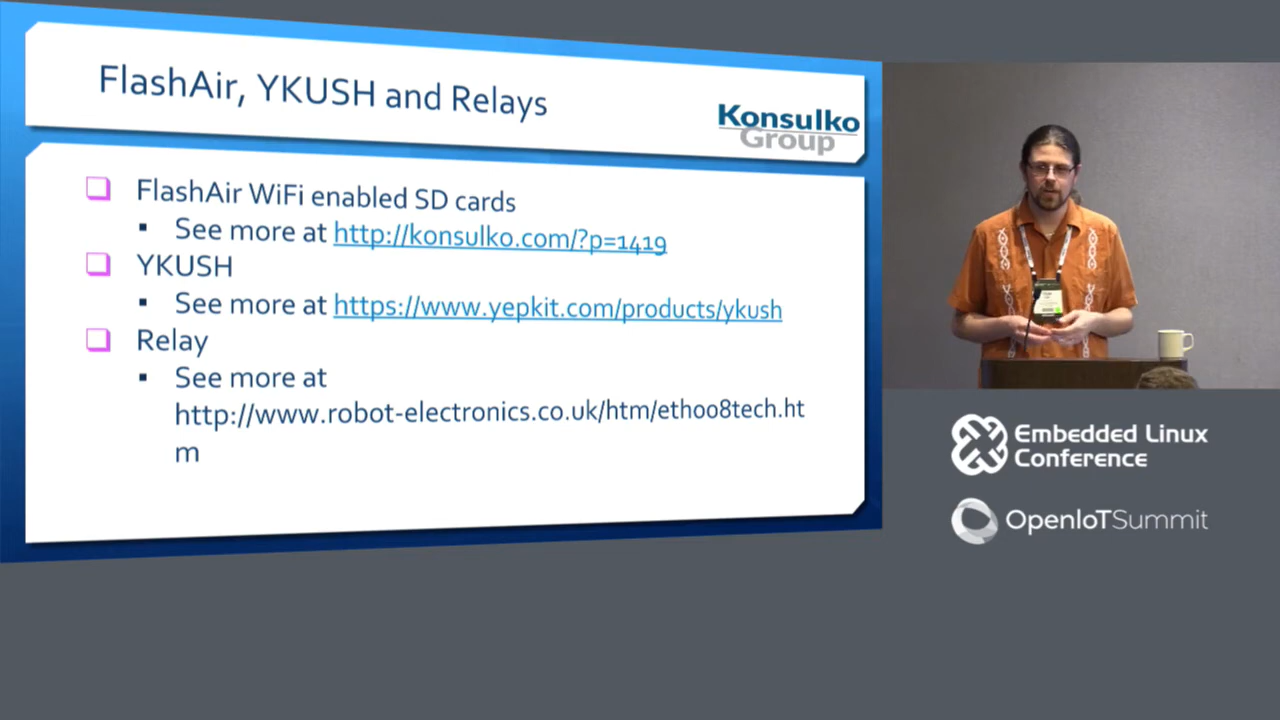 FlashAir, YKUSH and Relays
Konsulko
Group
FlashAir WiFi enabled SD cards
See more at http://konsulko.com/?p=1419
YKUSH
See more at https://www.yepkit.com/products/ykush
Relay
See more at
http://www.robot-electronics.co.uk/htm/eth008tech.ht
m
Embedded Linux
Conference
OpenIoTSummit